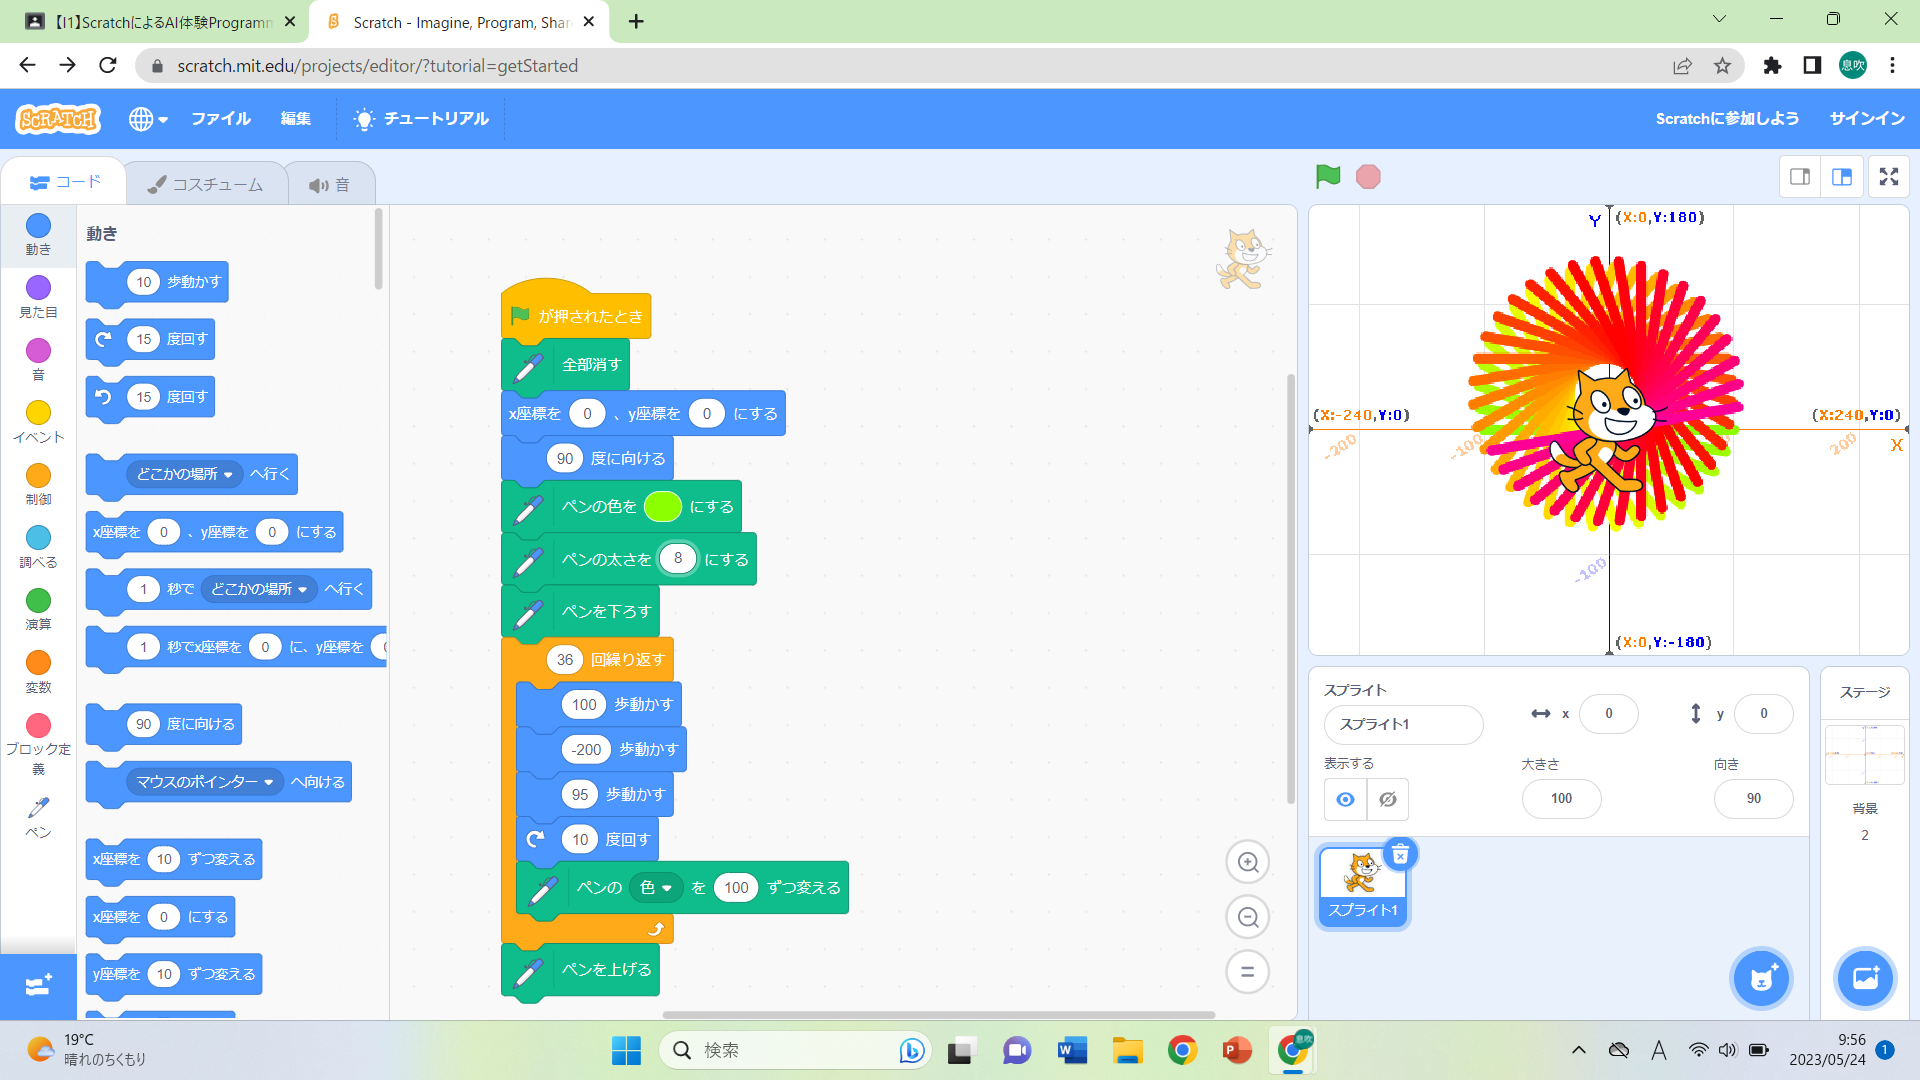 【I1】ScratchによるAI体験Programm
Scratch - Imagine, Program, Shar
scratch.mit.edu/projects/editor/?tutorial=getStarted
息吹
SCRATCH
ファイル
編集
チュートリアル
Scratchに参加しよう
サインイン
コード
コスチューム
音
動き
見た目
音
イベント
制御
調べる
演算
変数
ブロック定
義
ペン
動き
10 歩動かす
15 度回す
15 度回す
どこかの場所 へ行く
x座標を 0 、y座標を 0 にする
1 秒で どこかの場所 へ行く
1 秒でx座標を 0 に、y座標を
90 度に向ける
マウスのポインター へ向ける
x座標を 10 ずつ変える
x座標を 0 にする
y座標を 10 ずつ変える
が押されたとき
全部消す
x座標を 0 、y座標を 0 にする
90 度に向ける
ペンの色を にする
ペンの太さを 8 にする
ペンを下ろす
36 回繰り返す
100 歩動かす
-200 歩動かす
95 歩動かす
10 度回す
ペンの 色 を 100 ずつ変える
ペンを上げる
Y (X:0,Y:180)
(X:-240,Y:0)
(X:240,Y:0)
-200
-100
200
X
-100
(X:0,Y:-180)
スプライト
スプライト1
x 0
y 0
表示する
大きさ
100
向き
90
スプライト1
ステージ
背景
2
19°C
晴れのちくもり
検索
息吹
A
9:56
2023/05/24
1